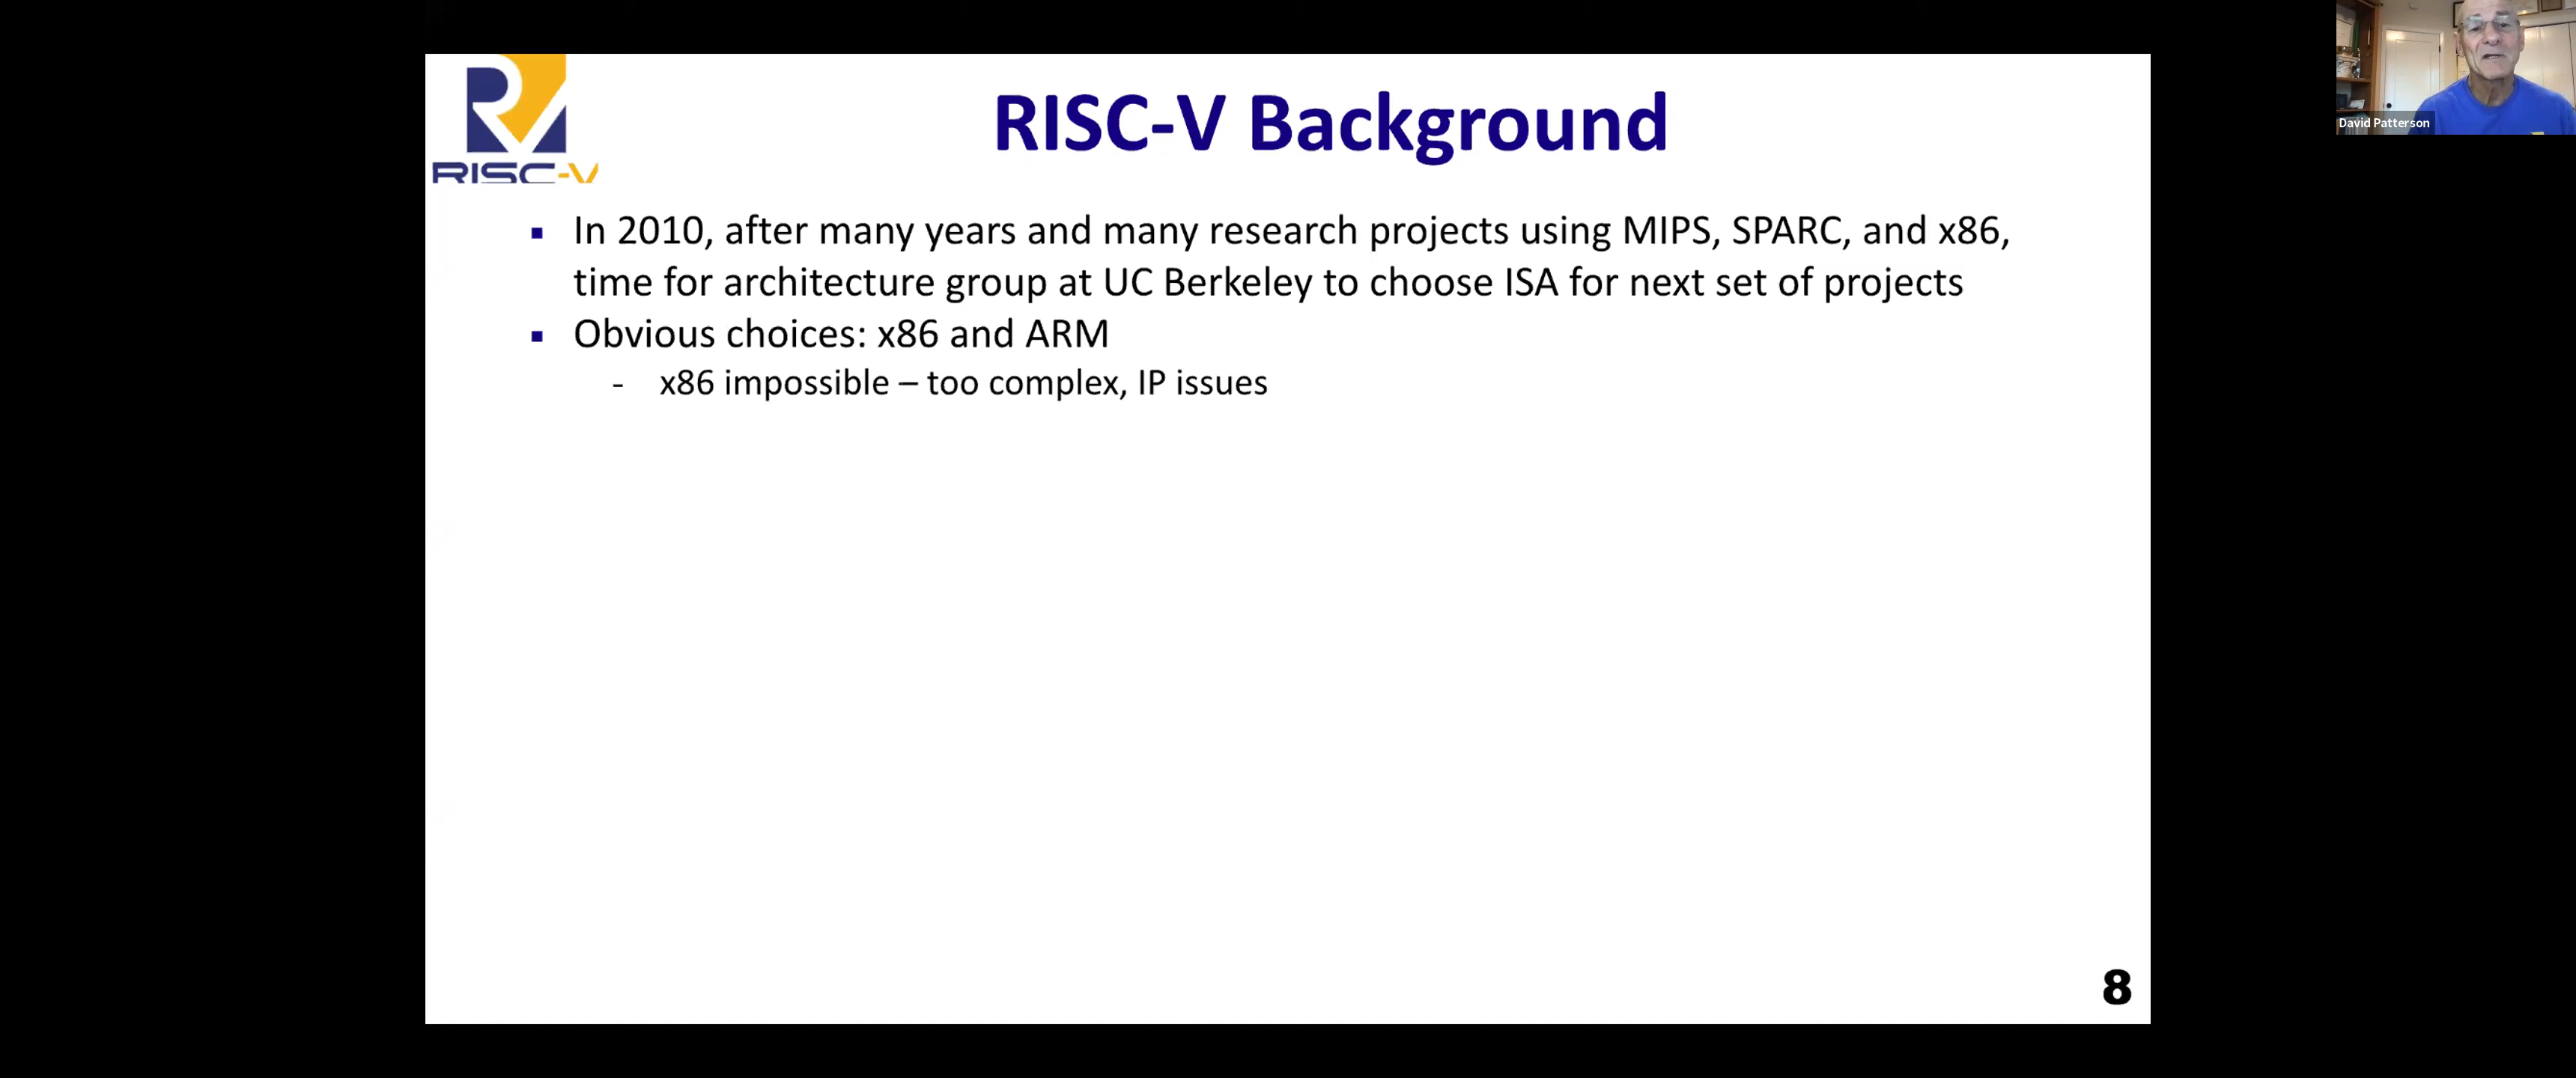 RISC-V
RISC-V Background
▪ In 2010, after many years and many research projects using MIPS, SPARC, and x86,
time for architecture group at UC Berkeley to choose ISA for next set of projects
▪ Obvious choices: x86 and ARM
- x86 impossible – too complex, IP issues
8
David Patterson